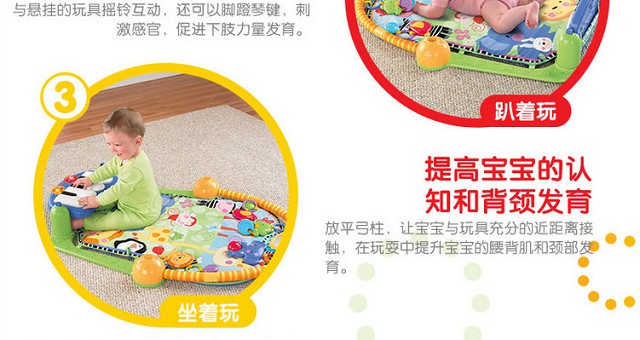 与悬挂的玩具摇铃互动，还可以脚蹬琴键，刺
激感官，促进下肢力量发育。
趴着玩
3
提高宝宝的认
知和背颈发育
放平弓柱，让宝宝与玩具充分的近距离接
触，在玩耍中提升宝宝的腰背肌和颈部发
育。
坐着玩